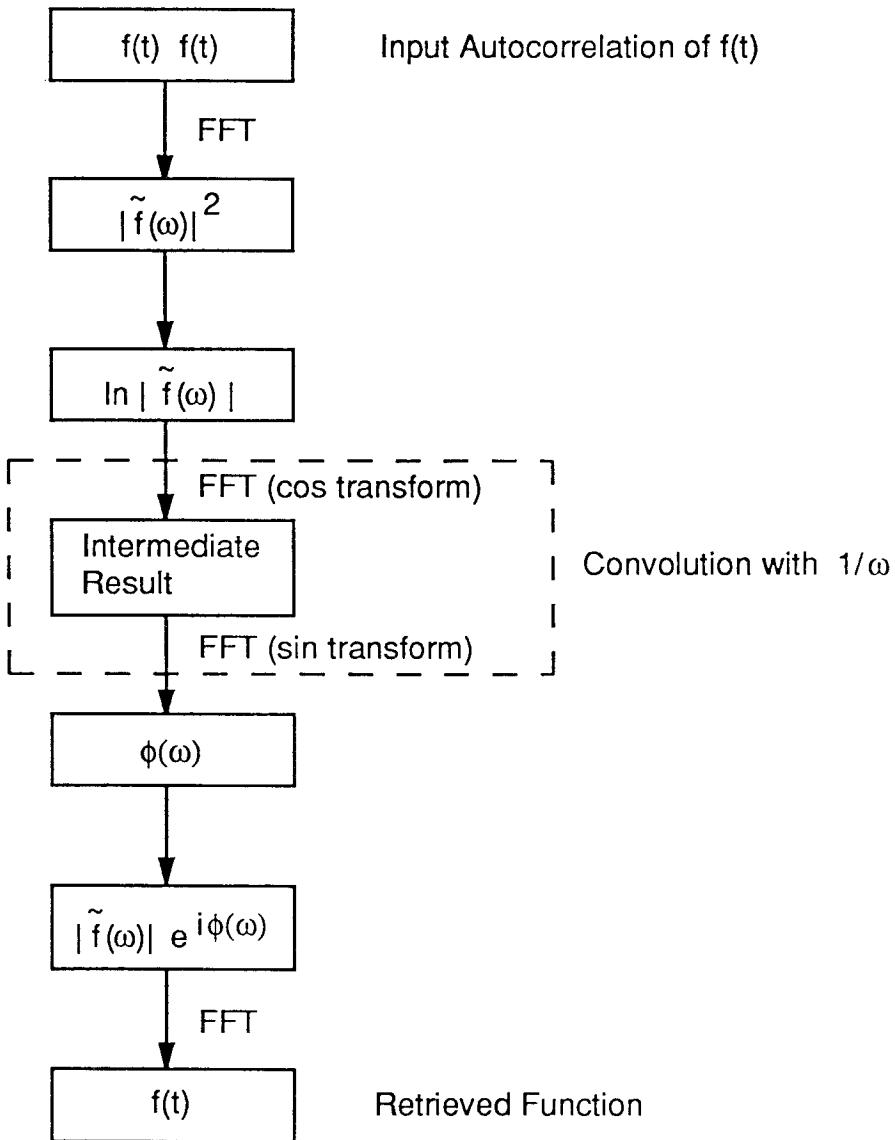 f(t) f(t) Input Autocorrelation of f(t)
FFT
|f̃(ω)|²
ln | f̃(ω) |
FFT (cos transform)
Intermediate
Result
Convolution with 1/ω
FFT (sin transform)
ϕ(ω)
|f̃(ω)| e^{iϕ(ω)}
FFT
f(t) Retrieved Function